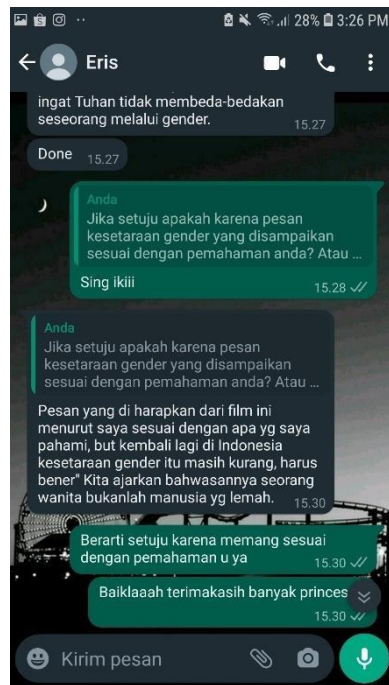 28% 3:26 PM
Eris
ingat Tuhan tidak membeda-bedakan
seseorang melalui gender.
15.27
Done 15.27
Anda
Jika setuju apakah karena pesan
kesetaraan gender yang disampaikan
sesuai dengan pemahaman anda? Atau ...
Sing ikiii
15.28
Anda
Jika setuju apakah karena pesan
kesetaraan gender yang disampaikan
sesuai dengan pemahaman anda? Atau ...
Pesan yang di harapkan dari film ini
menurut saya sesuai dengan apa yg saya
pahami, but kembali lagi di Indonesia
kesetaraan gender itu masih kurang, harus
bener" Kita ajarkan bahwasannya seorang
wanita bukanlah manusia yg lemah.
15.30
Berarti setuju karena memang sesuai
dengan pemahaman u ya
15.30
Baiklaaah terimakasih banyak princes
15.30
Kirim pesan